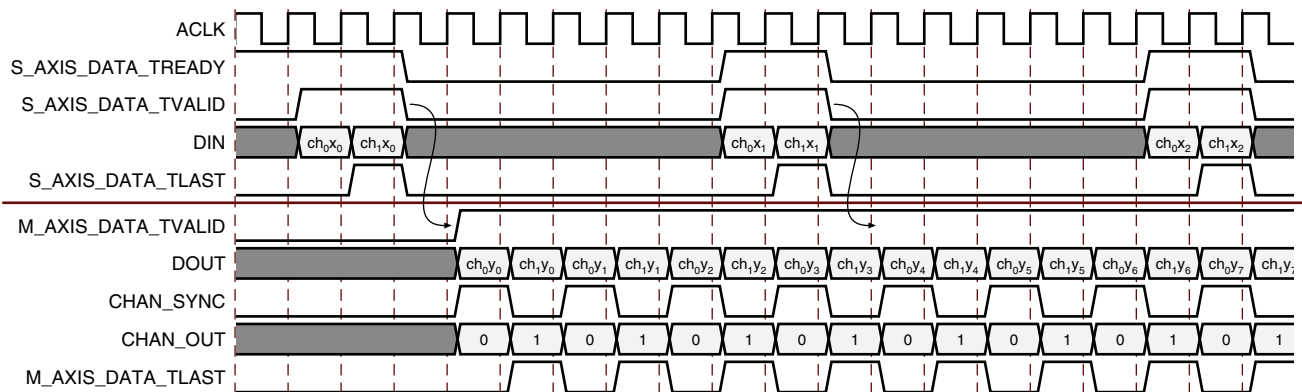 ACLK
S_AXIS_DATA_TREADY
S_AXIS_DATA_TVALID
DIN ch₀x₀ ch₁x₀ ch₀x₁ ch₁x₁ ch₀x₂ ch₁x₂
S_AXIS_DATA_TLAST
M_AXIS_DATA_TVALID
DOUT ch₀y₀ ch₁y₀ ch₀y₁ ch₁y₁ ch₀y₂ ch₁y₂ ch₀y₃ ch₁y₃ ch₀y₄ ch₁y₄ ch₀y₅ ch₁y₅ ch₀y₆ ch₁y₆ ch₀y₇ ch₁y₇
CHAN_SYNC
CHAN_OUT 0 1 0 1 0 1 0 1 0 1 0 1 0 1 0 1
M_AXIS_DATA_TLAST